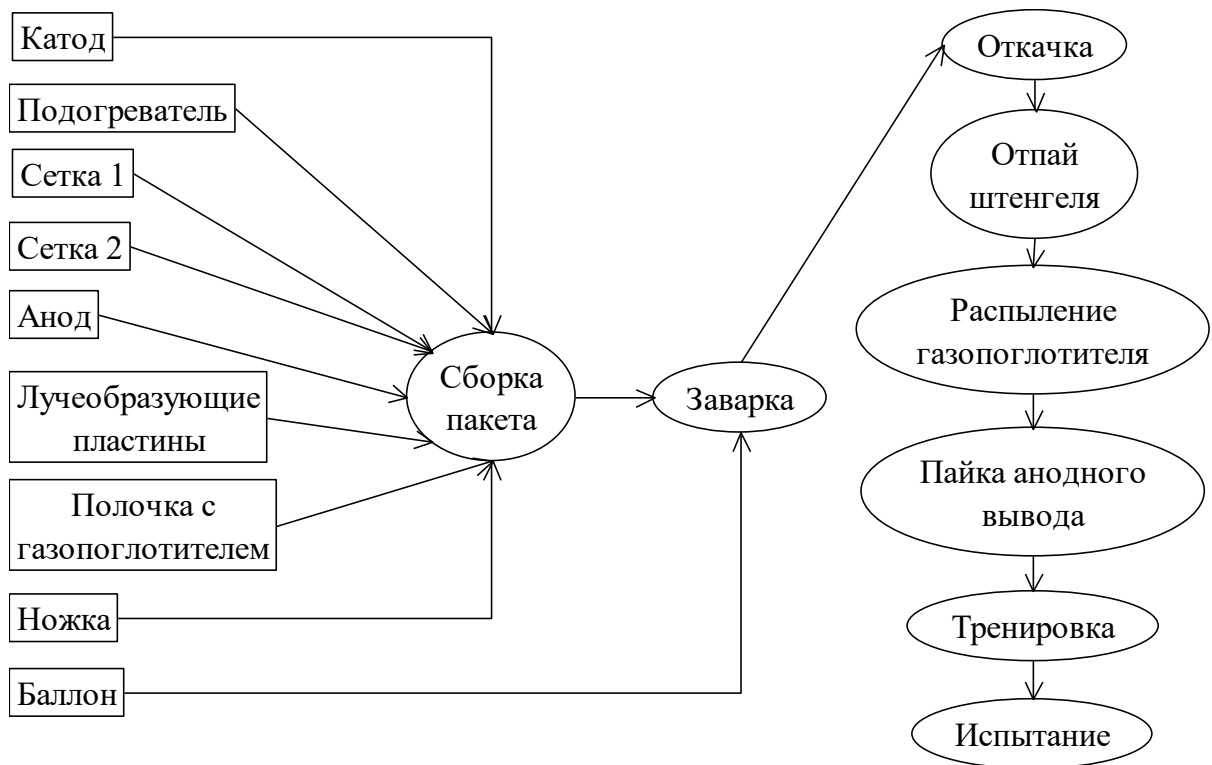 Катод
Подогреватель
Сетка 1
Сетка 2
Анод
Лучеобразующие
пластины
Полочка с
газопоглотителем
Ножка
Баллон
Сборка
пакета
Заварка
Откачка
Отпай
штенгеля
Распыление
газопоглотителя
Пайка анодного
вывода
Тренировка
Испытание